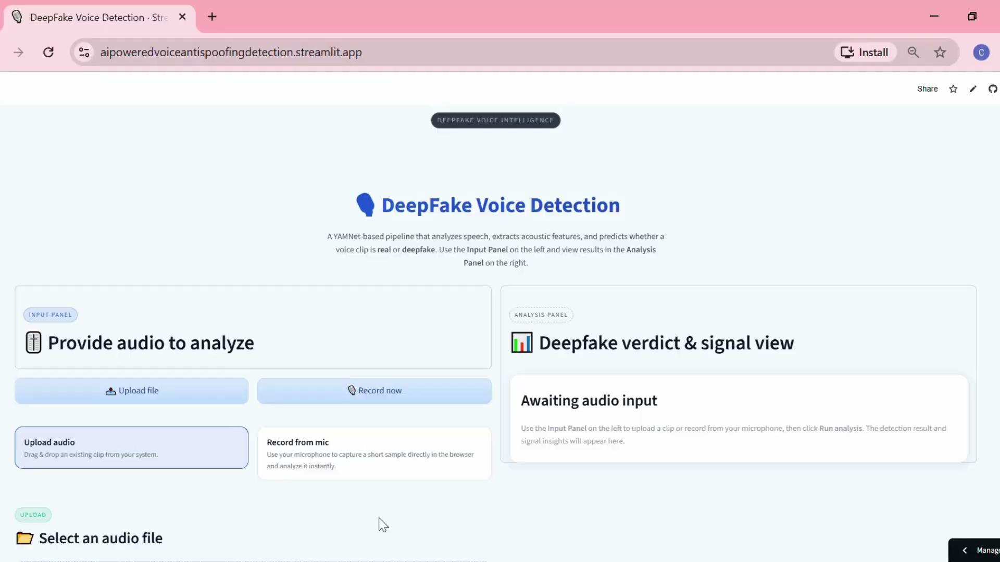 DeepFake Voice Detection · Stre
aipoweredvoiceantispoofingdetection.streamlit.app
Install
C
Share
DEEPFAKE VOICE INTELLIGENCE
DeepFake Voice Detection
A YAMNet-based pipeline that analyzes speech, extracts acoustic features, and predicts whether a
voice clip is real or deepfake. Use the Input Panel on the left and view results in the Analysis
Panel on the right.
INPUT PANEL
Provide audio to analyze
Upload file
Record now
Upload audio
Drag & drop an existing clip from your system.
Record from mic
Use your microphone to capture a short sample directly in the browser
and analyze it instantly.
ANALYSIS PANEL
Deepfake verdict & signal view
Awaiting audio input
Use the Input Panel on the left to upload a clip or record from your microphone, then click Run analysis. The detection result and
signal insights will appear here.
UPLOAD
Select an audio file
Manage